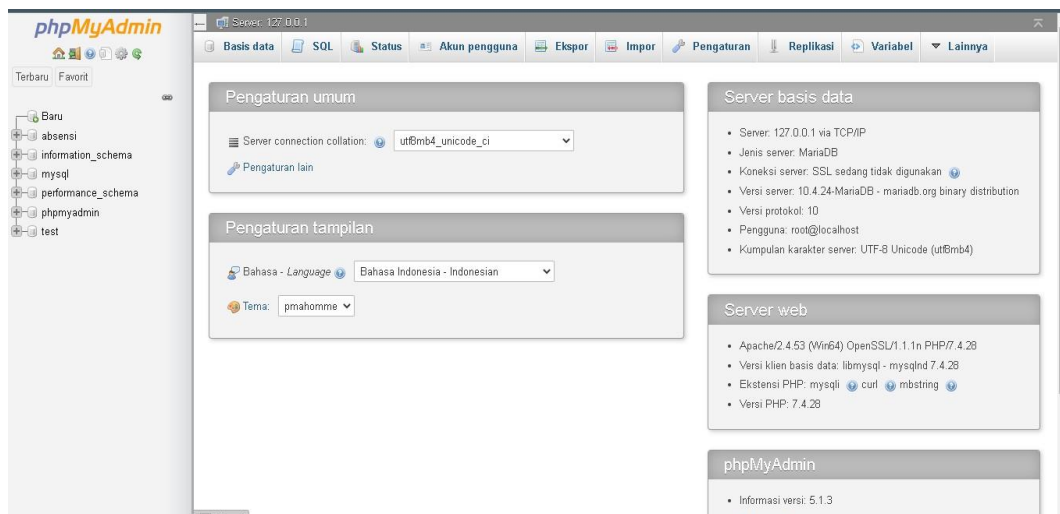 phpMyAdmin
Terbaru Favorit
Baru
absensi
information_schema
mysql
performance_schema
phpmyadmin
test
Server: 127.0.0.1
Basis data SQL Status Akun pengguna Ekspor Impor Pengaturan Replikasi Variabel Lainnya
Pengaturan umum
Server connection collation: utf8mb4_unicode_ci
Pengaturan lain
Pengaturan tampilan
Bahasa - Language Bahasa Indonesia - Indonesian
Tema: pmahomme
Server basis data
• Server: 127.0.0.1 via TCP/IP
• Jenis server: MariaDB
• Koneksi server: SSL sedang tidak digunakan
• Versi server: 10.4.24-MariaDB - mariadb.org binary distribution
• Versi protokol: 10
• Pengguna: root@localhost
• Kumpulan karakter server: UTF-8 Unicode (utf8mb4)
Server web
• Apache/2.4.53 (Win64) OpenSSL/1.1.1n PHP/7.4.28
• Versi klien basis data: libmysql - mysqlnd 7.4.28
• Ekstensi PHP: mysqli curl mbstring
• Versi PHP: 7.4.28
phpMyAdmin
• Informasi versi: 5.1.3